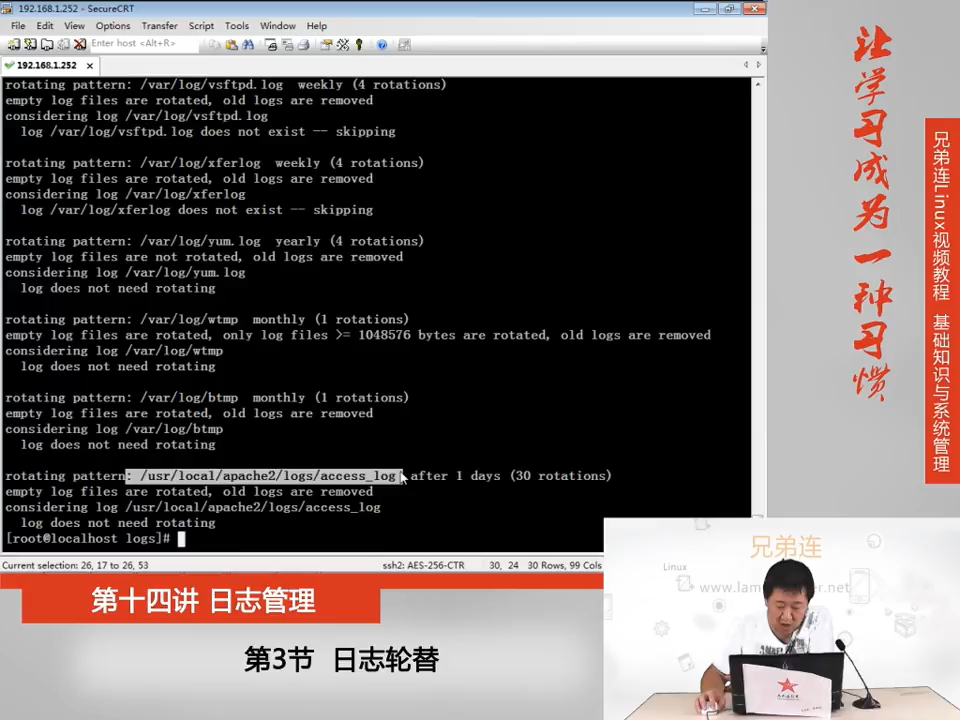 192.168.1.252 - SecureCRT
File Edit View Options Transfer Script Tools Window Help
Enter host <Alt+R>
192.168.1.252
rotating pattern: /var/log/vsftpd.log weekly (4 rotations)
empty log files are rotated, old logs are removed
considering log /var/log/vsftpd.log
log /var/log/vsftpd.log does not exist -- skipping
rotating pattern: /var/log/xferlog weekly (4 rotations)
empty log files are rotated, old logs are removed
considering log /var/log/xferlog
log /var/log/xferlog does not exist -- skipping
rotating pattern: /var/log/yum.log yearly (4 rotations)
empty log files are not rotated, old logs are removed
considering log /var/log/yum.log
log does not need rotating
rotating pattern: /var/log/wtmp monthly (1 rotations)
empty log files are rotated, only log files >= 1048576 bytes are rotated, old logs are removed
considering log /var/log/wtmp
log does not need rotating
rotating pattern: /var/log/btmp monthly (1 rotations)
empty log files are rotated, old logs are removed
considering log /var/log/btmp
log does not need rotating
rotating pattern: /usr/local/apache2/logs/access_log after 1 days (30 rotations)
empty log files are rotated, old logs are removed
considering log /usr/local/apache2/logs/access_log
log does not need rotating
[root@localhost logs]#
Current selection: 26, 17 to 26, 53 ssh2: AES-256-CTR 30, 24 30 Rows, 99 Cols
让学习成为一种习惯
兄弟连Linux视频教程 基础知识与系统管理
第十四讲 日志管理
第3节 日志轮替
兄弟连
Linux